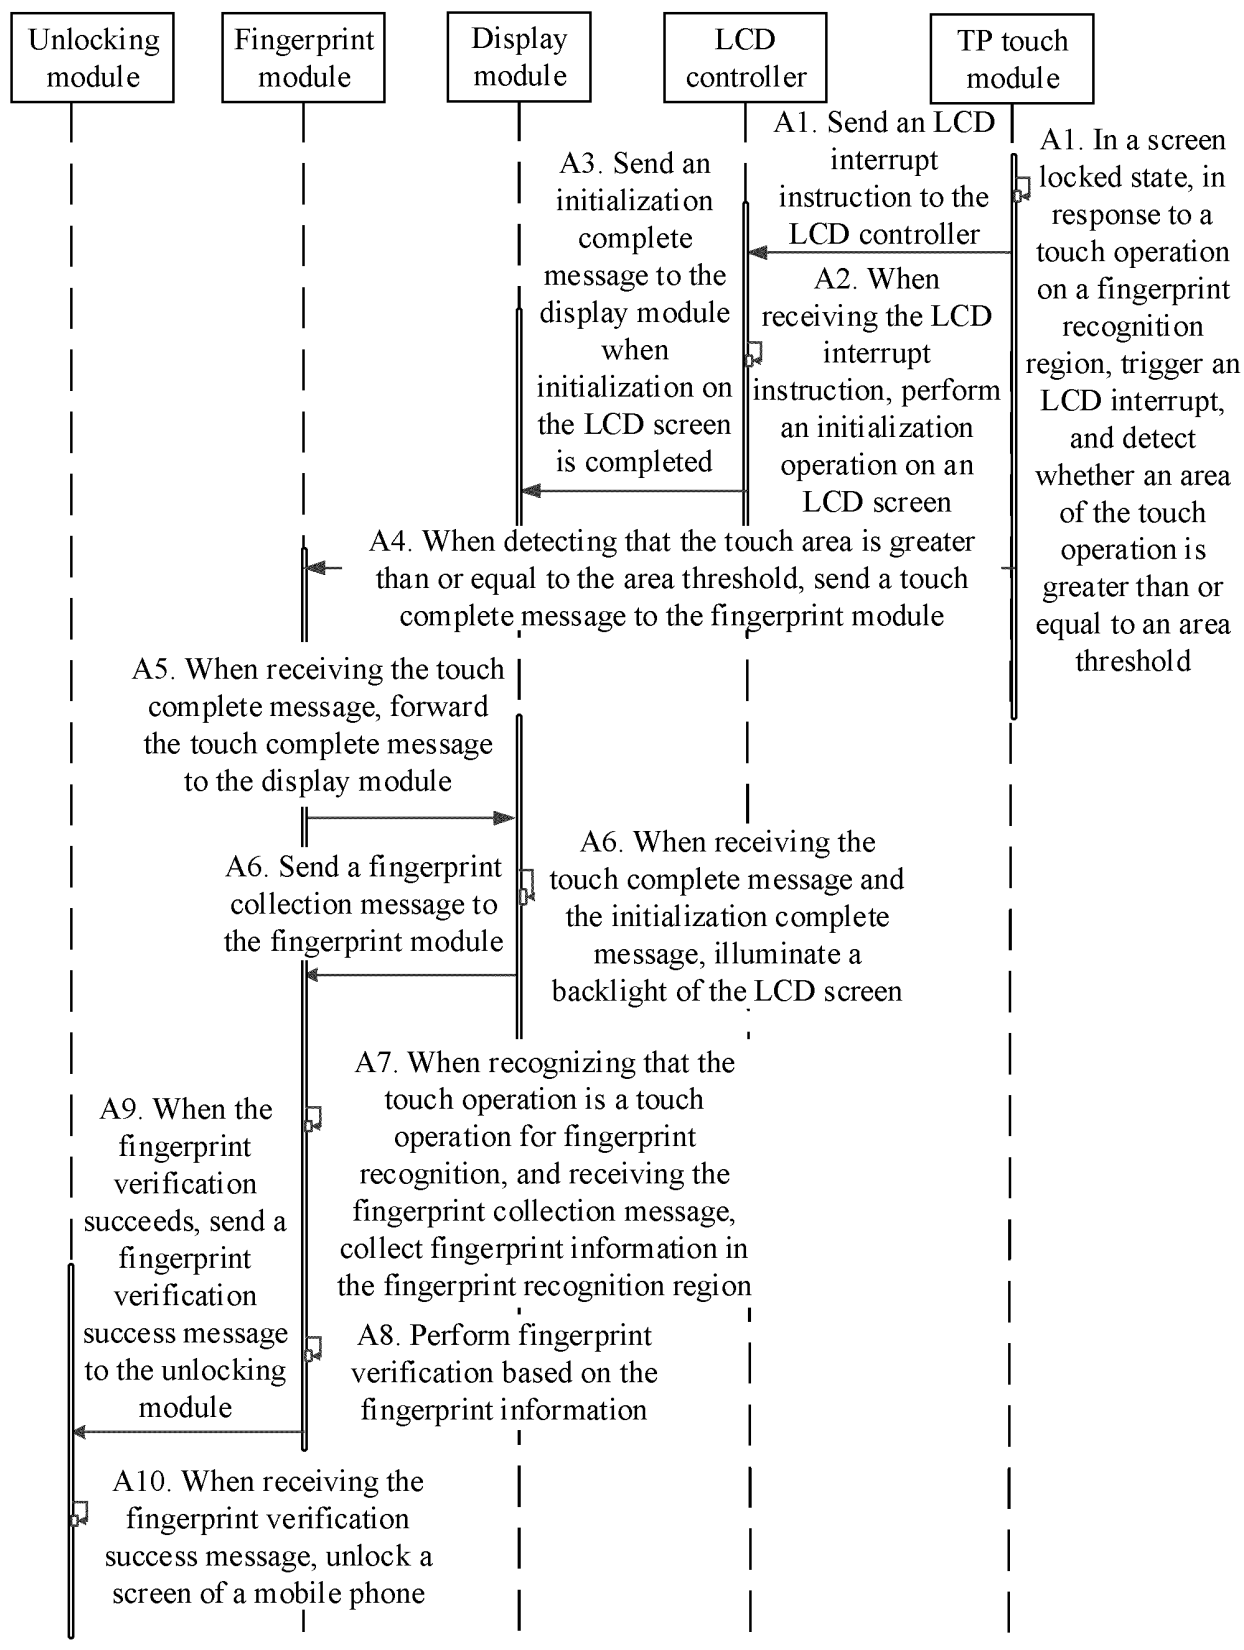 Unlocking
module
Fingerprint
module
Display
module
LCD
controller
TP touch
module
A1. Send an LCD
interrupt
instruction to the
LCD controller
A1. In a screen
locked state, in
response to a
touch operation
on a fingerprint
recognition
region, trigger an
LCD interrupt,
and detect
whether an area
of the touch
operation is
greater than or
equal to an area
threshold
A2. When
receiving the LCD
interrupt
instruction, perform
an initialization
operation on an
LCD screen
A3. Send an
initialization
complete
message to the
display module
when
initialization on
the LCD screen
is completed
A4. When detecting that the touch area is greater
than or equal to the area threshold, send a touch
complete message to the fingerprint module
A5. When receiving the touch
complete message, forward
the touch complete message
to the display module
A6. When receiving the
touch complete message and
the initialization complete
message, illuminate a
backlight of the LCD screen
A6. Send a fingerprint
collection message to
the fingerprint module
A7. When recognizing that the
touch operation is a touch
operation for fingerprint
recognition, and receiving the
fingerprint collection message,
collect fingerprint information in
the fingerprint recognition region
A8. Perform fingerprint
verification based on the
fingerprint information
A9. When the
fingerprint
verification
succeeds, send a
fingerprint
verification
success message
to the unlocking
module
A10. When receiving the
fingerprint verification
success message, unlock a
screen of a mobile phone